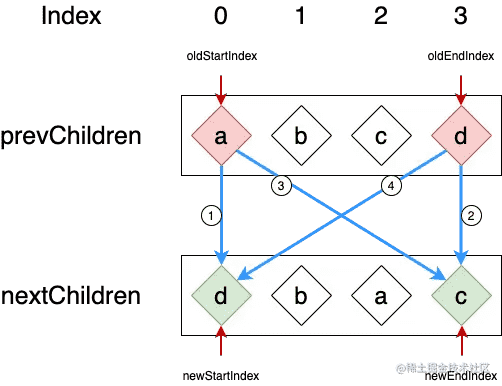 Index 0 1 2 3
oldStartIndex oldEndIndex
prevChildren a b c d
③ ④
① ②
nextChildren d b a c
@稀土掘金技术社区
newStartIndex newEndIndex